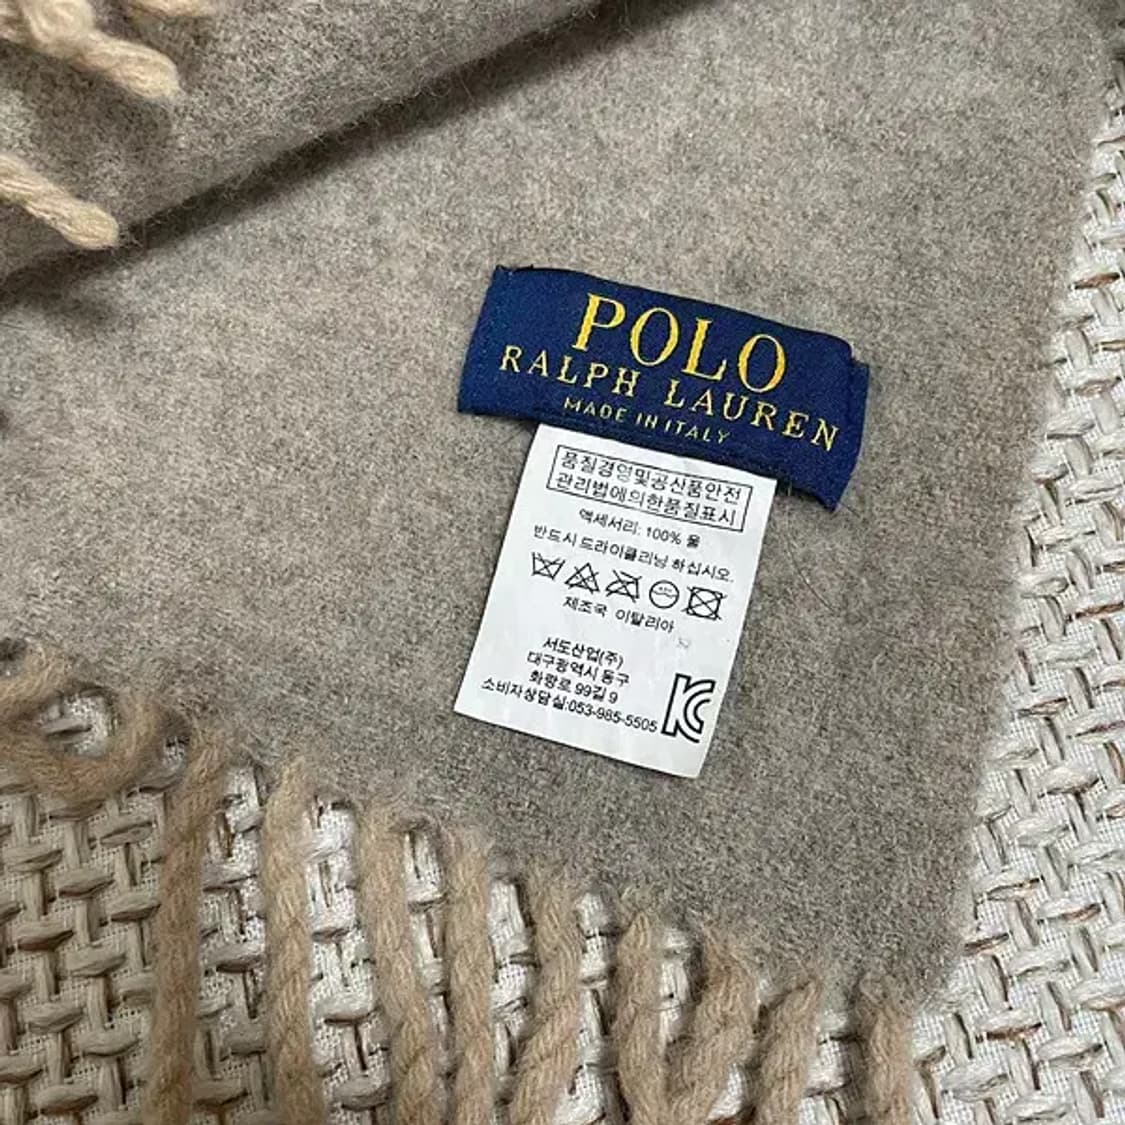 POLO
RALPH LAUREN
MADE IN ITALY
품질경영및공산품안전
관리법에의한품질표시
액세서리: 100% 울
반드시 드라이클리닝 하십시오.
제조국 이탈리아
서도산업(주)
대구광역시 동구
화랑로 99길 9
소비자상담실:053-985-5505